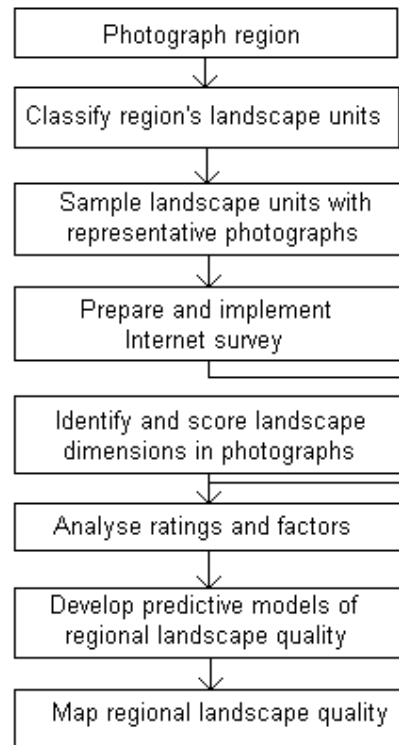 Photograph region
Classify region's landscape units
Sample landscape units with
representative photographs
Prepare and implement
Internet survey
Identify and score landscape
dimensions in photographs
Analyse ratings and factors
Develop predictive models of
regional landscape quality
Map regional landscape quality